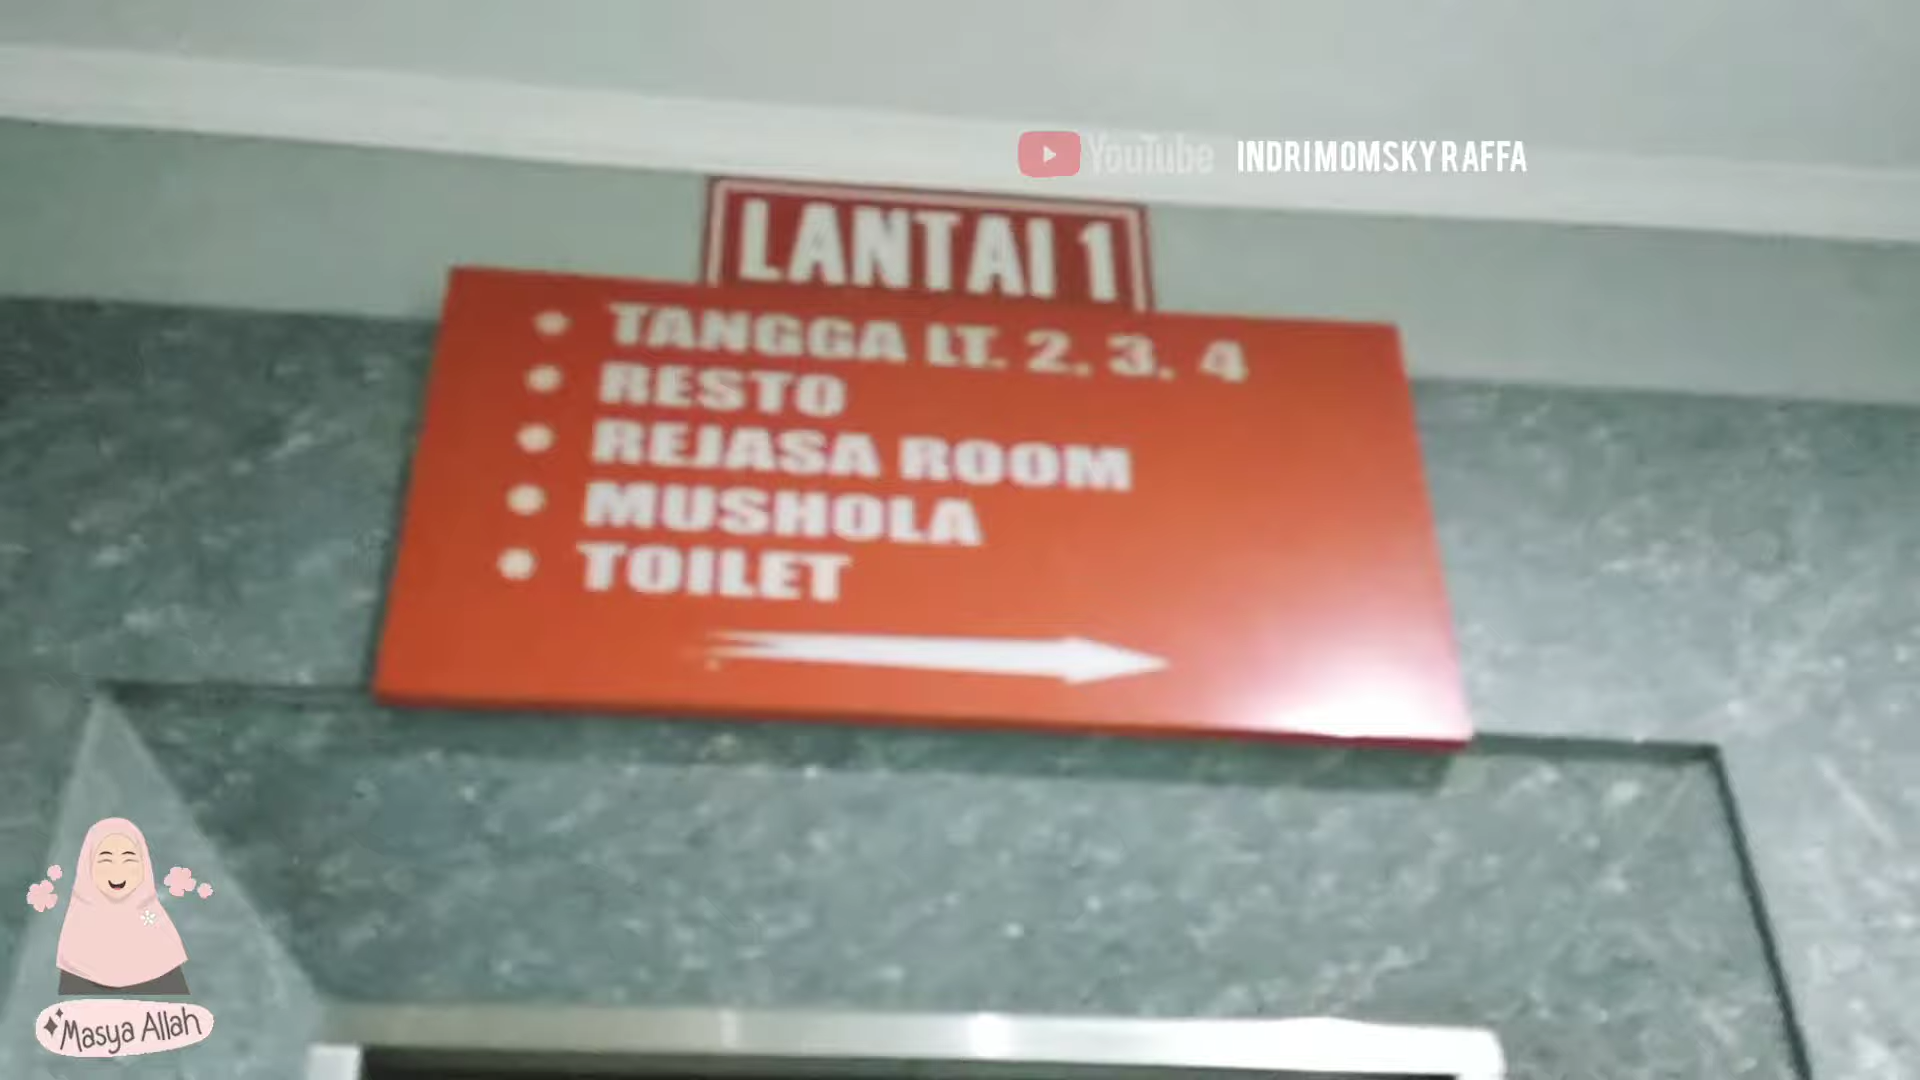 YouTube INDRIMOMSKYRAFFA
LANTAI 1
• TANGGA LT. 2. 3. 4
• RESTO
• REJASA ROOM
• MUSHOLA
• TOILET
Masya Allah